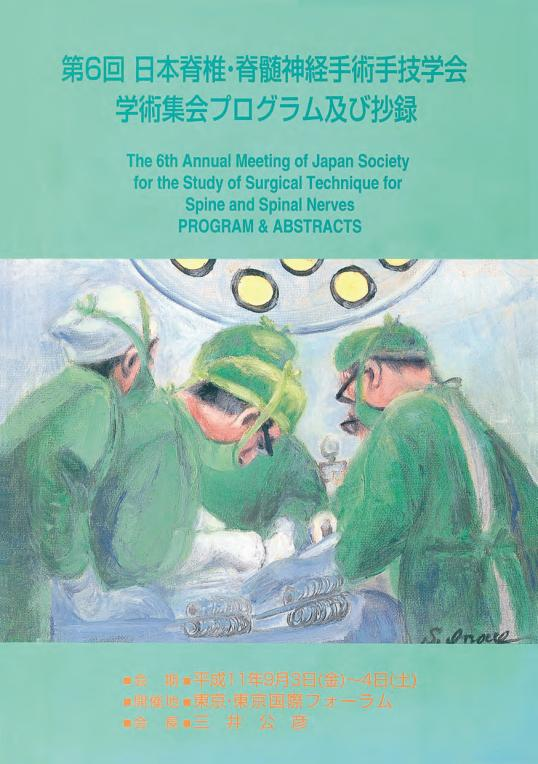 第6回 日本脊椎・脊髄神経手術手技学会
学術集会プログラム及び抄録
The 6th Annual Meeting of Japan Society
for the Study of Surgical Technique for
Spine and Spinal Nerves
PROGRAM & ABSTRACTS
S. Inoue
■会 期■平成11年9月3日(金)～4日(土)
■開催地■東京・東京国際フォーラム
■会 長■三 井 公 彦